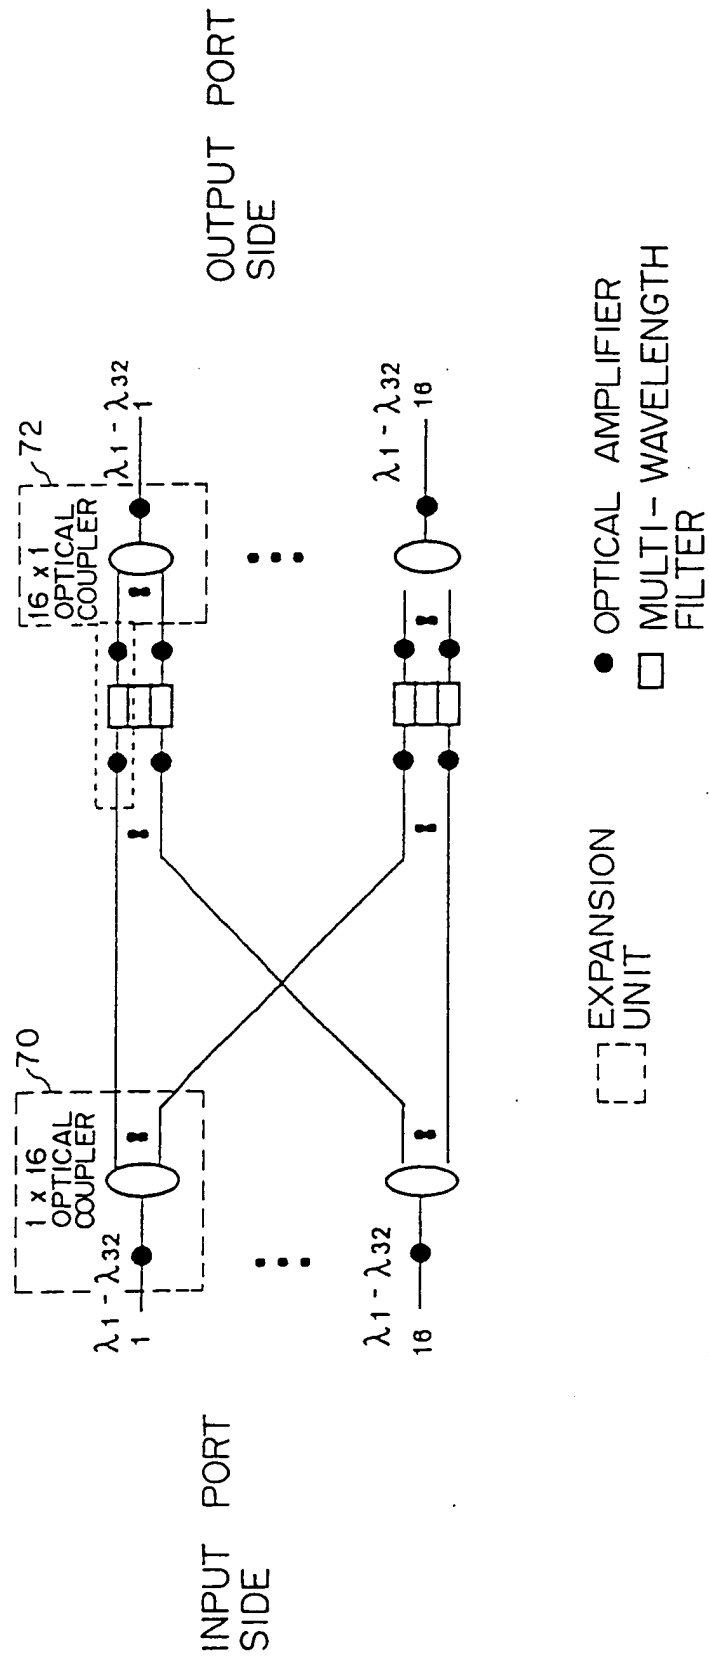 INPUT PORT
SIDE
OUTPUT PORT
SIDE
1 x 16
OPTICAL
COUPLER
70
λ1 - λ32
1
λ1 - λ32
16
16 x 1
OPTICAL
COUPLER
72
λ1 - λ32
1
λ1 - λ32
16
EXPANSION
UNIT
OPTICAL AMPLIFIER
MULTI-WAVELENGTH
FILTER